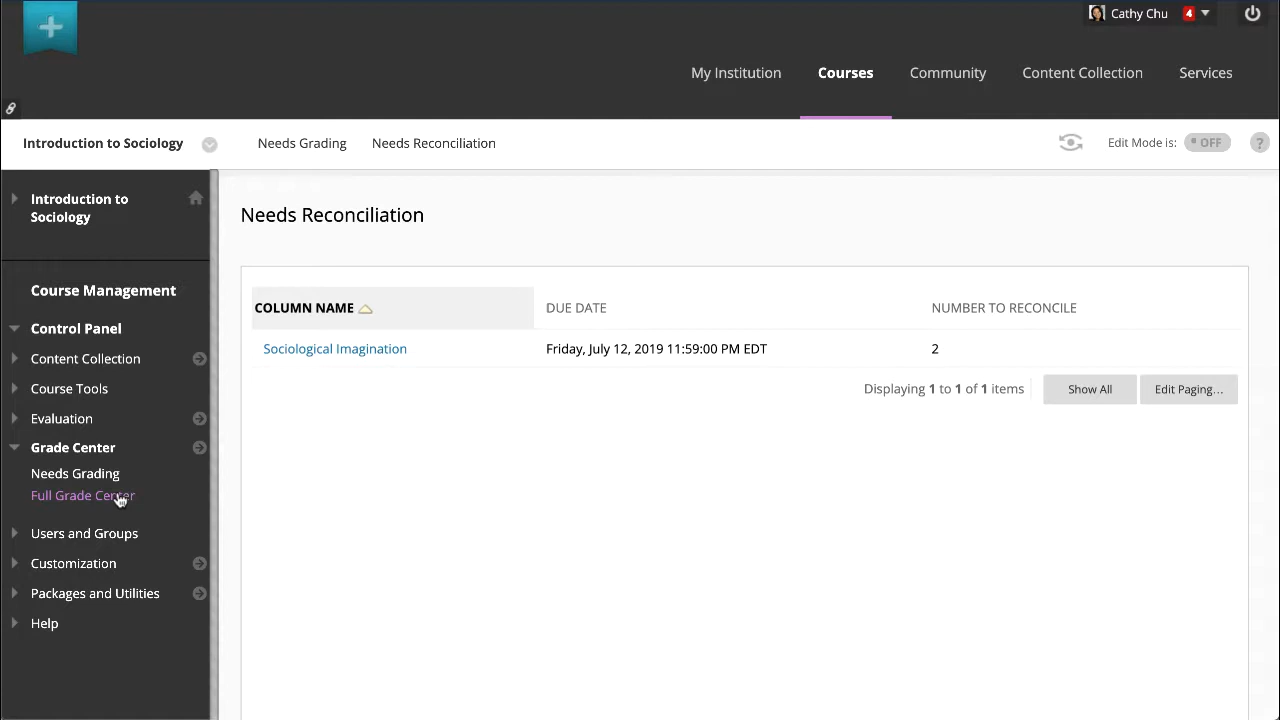 Cathy Chu 4
My Institution Courses Community Content Collection Services
Introduction to Sociology Needs Grading Needs Reconciliation Edit Mode is: OFF ?
Introduction to
Sociology
Course Management
Control Panel
Content Collection
Course Tools
Evaluation
Grade Center
Needs Grading
Full Grade Center
Users and Groups
Customization
Packages and Utilities
Help
Needs Reconciliation
COLUMN NAME DUE DATE NUMBER TO RECONCILE
Sociological Imagination Friday, July 12, 2019 11:59:00 PM EDT 2
Displaying 1 to 1 of 1 items Show All Edit Paging...